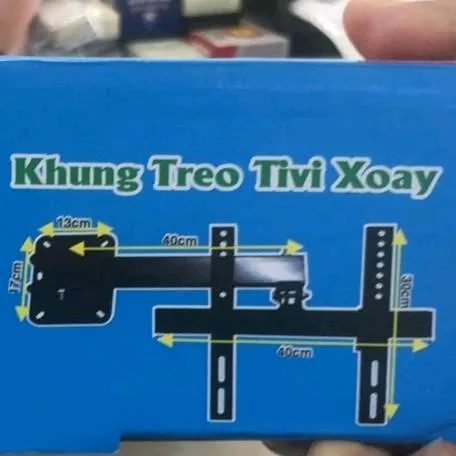 Khung Treo Tivi Xoay
13cm
40cm
17cm
30cm
40cm